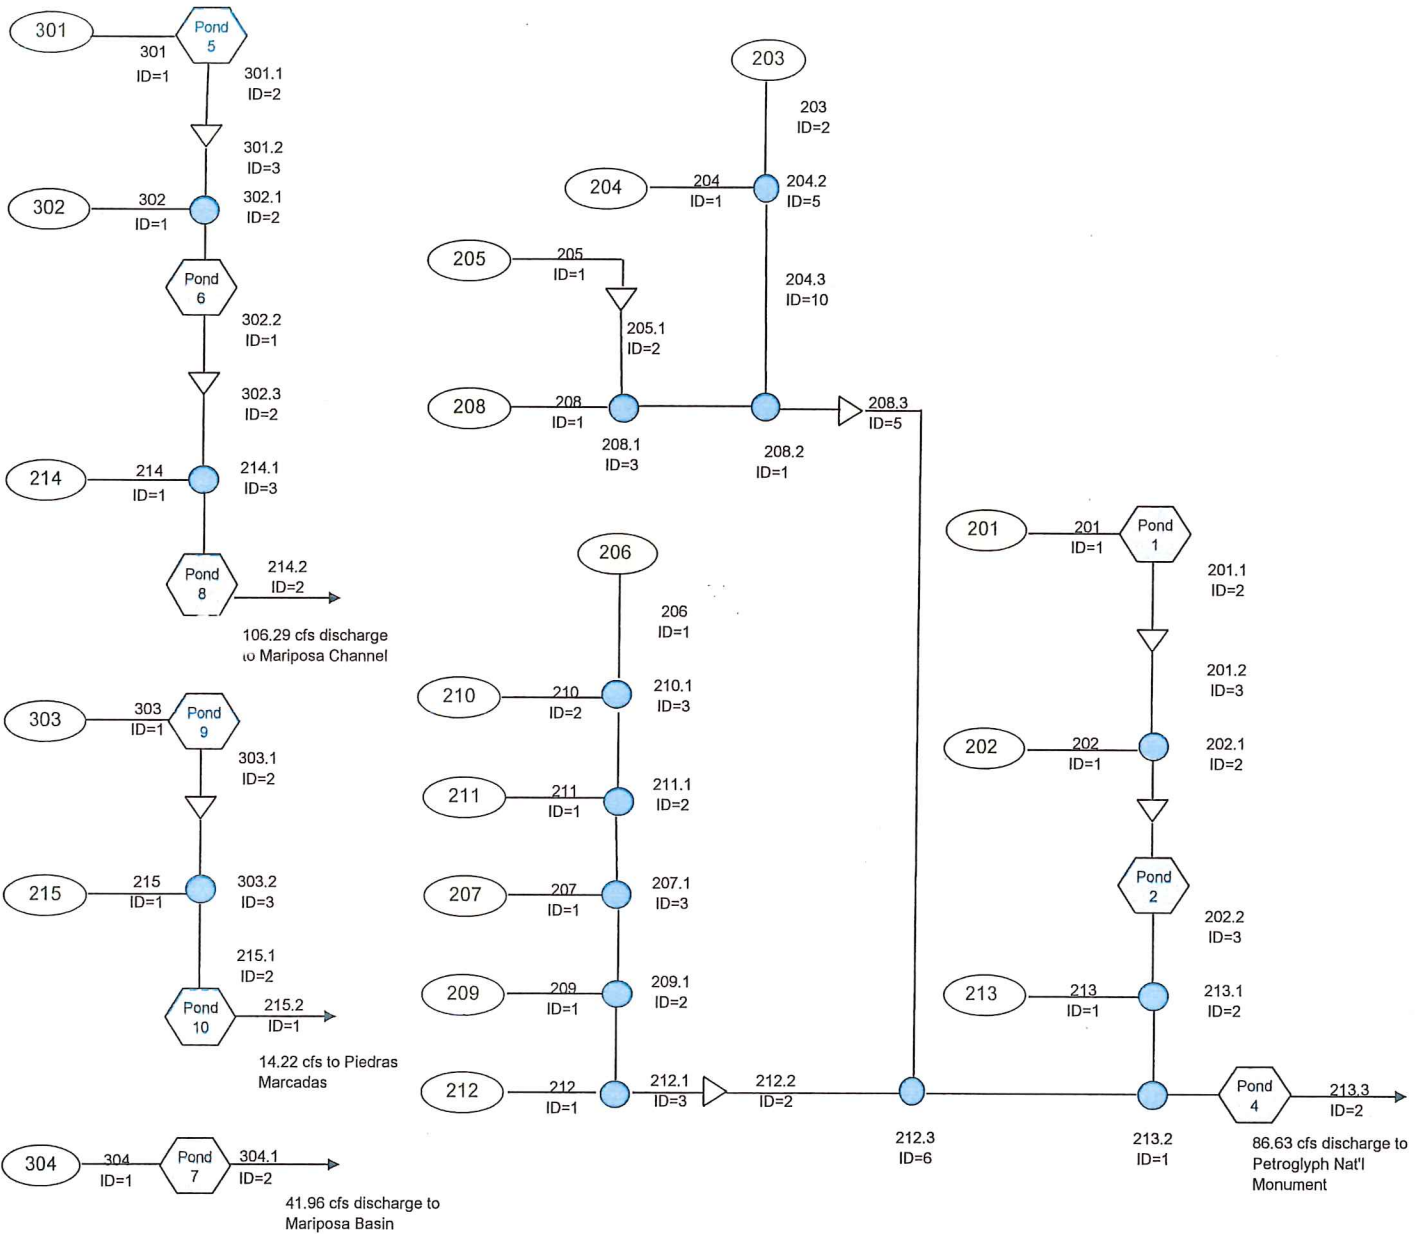 301
Pond
5
301
ID=1
301.1
ID=2
301.2
ID=3
302
302
ID=1
302.1
ID=2
Pond
6
302.2
ID=1
302.3
ID=2
214
214
ID=1
214.1
ID=3
Pond
8
214.2
ID=2
106.29 cfs discharge
to Mariposa Channel
303
303
ID=1
Pond
9
303.1
ID=2
215
215
ID=1
303.2
ID=3
215.1
ID=2
Pond
10
215.2
ID=1
14.22 cfs to Piedras
Marcadas
304
304
ID=1
Pond
7
304.1
ID=2
41.96 cfs discharge to
Mariposa Basin
203
203
ID=2
204
204
ID=1
204.2
ID=5
205
205
ID=1
204.3
ID=10
205.1
ID=2
208
208
ID=1
208.1
ID=3
208.2
ID=1
208.3
ID=5
206
206
ID=1
210
210
ID=2
210.1
ID=3
211
211
ID=1
211.1
ID=2
207
207
ID=1
207.1
ID=3
209
209
ID=1
209.1
ID=2
212
212
ID=1
212.1
ID=3
212.2
ID=2
212.3
ID=6
201
201
ID=1
Pond
1
201.1
ID=2
201.2
ID=3
202
202
ID=1
202.1
ID=2
Pond
2
202.2
ID=3
213
213
ID=1
213.1
ID=2
213.2
ID=1
Pond
4
213.3
ID=2
86.63 cfs discharge to
Petroglyph Nat'l
Monument